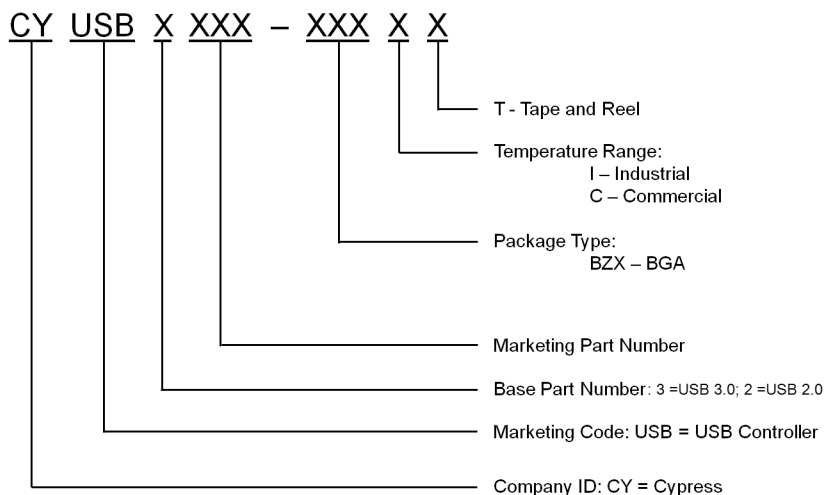 CY USB X XXX – XXX X X
T - Tape and Reel
Temperature Range:
I – Industrial
C – Commercial
Package Type:
BZX – BGA
Marketing Part Number
Base Part Number: 3 =USB 3.0; 2 =USB 2.0
Marketing Code: USB = USB Controller
Company ID: CY = Cypress